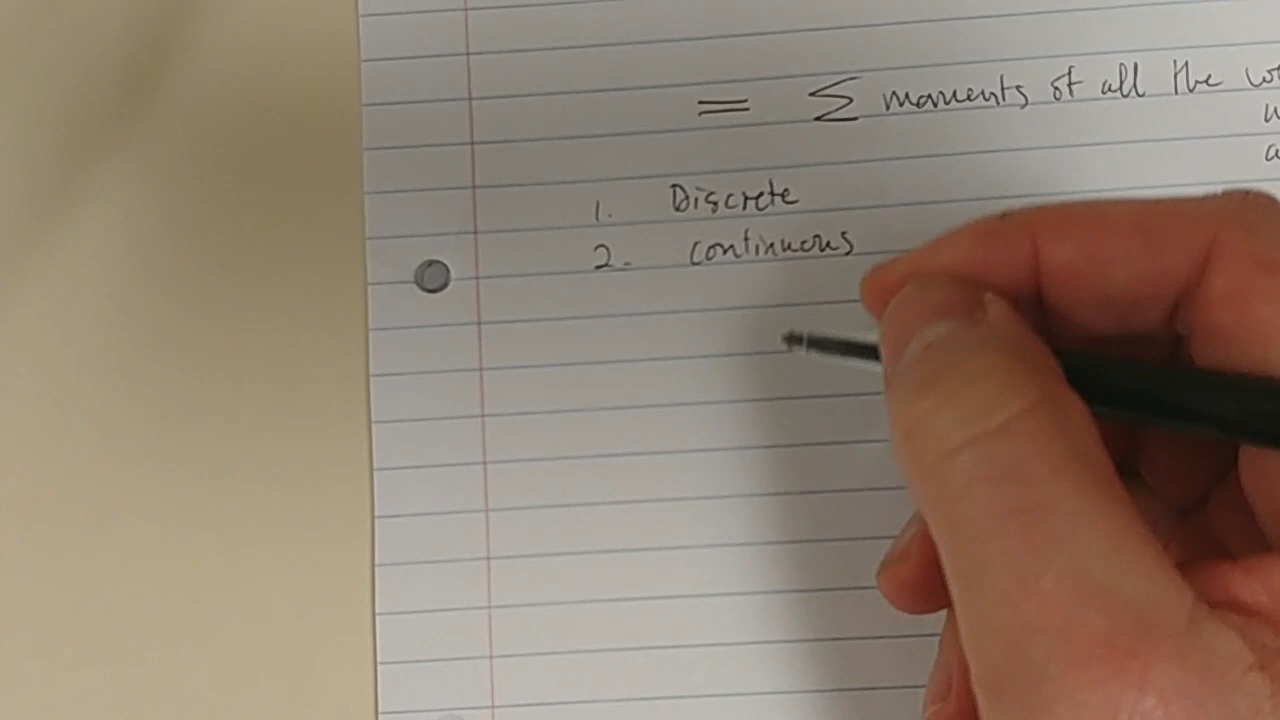 = Σ moments of all the
1. Discrete
2. continuous